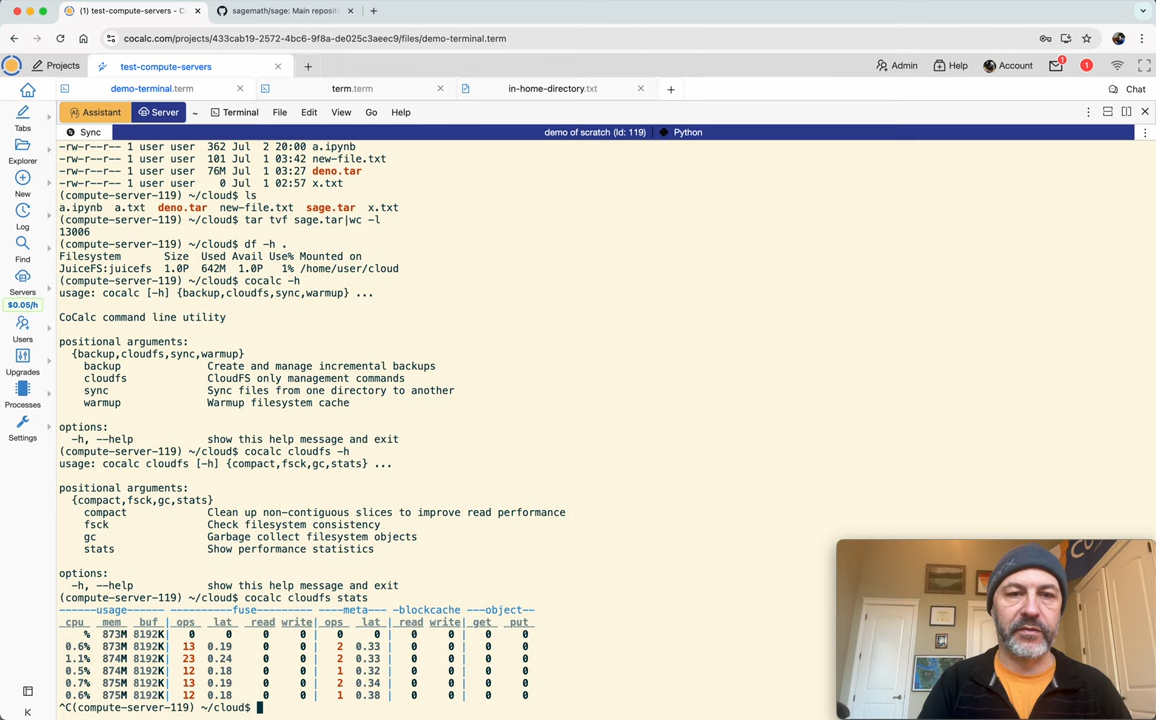 (1) test-compute-servers - C
sagemath/sage: Main reposit
cocalc.com/projects/433cab19-2572-4bc6-9f8a-de025c3aeec9/files/demo-terminal.term
Projects
test-compute-servers
Admin
Help
Account
1
1
demo-terminal.term
term.term
in-home-directory.txt
Chat
Tabs
Explorer
New
Log
Find
Servers
$0.05/h
Users
Upgrades
Processes
Settings
Assistant
Server
~
Terminal
File
Edit
View
Go
Help
Sync
demo of scratch (Id: 119)
Python
-rw-r--r-- 1 user user  362 Jul  2 20:00 a.ipynb
-rw-r--r-- 1 user user  101 Jul  1 03:42 new-file.txt
-rw-r--r-- 1 user user  76M Jul  1 03:27 deno.tar
-rw-r--r-- 1 user user    0 Jul  1 02:57 x.txt
(compute-server-119) ~/cloud$ ls
a.ipynb  a.txt  deno.tar  new-file.txt  sage.tar  x.txt
(compute-server-119) ~/cloud$ tar tvf sage.tar|wc -l
13006
(compute-server-119) ~/cloud$ df -h .
Filesystem      Size  Used Avail Use% Mounted on
JuiceFS:juicefs  1.0P  642M  1.0P   1% /home/user/cloud
(compute-server-119) ~/cloud$ cocalc -h
usage: cocalc [-h] {backup,cloudfs,sync,warmup} ...
CoCalc command line utility
positional arguments:
{backup,cloudfs,sync,warmup}
backup              Create and manage incremental backups
cloudfs             CloudFS only management commands
sync                Sync files from one directory to another
warmup              Warmup filesystem cache
options:
-h, --help            show this help message and exit
(compute-server-119) ~/cloud$ cocalc cloudfs -h
usage: cocalc cloudfs [-h] {compact,fsck,gc,stats} ...
positional arguments:
{compact,fsck,gc,stats}
compact             Clean up non-contiguous slices to improve read performance
fsck                Check filesystem consistency
gc                  Garbage collect filesystem objects
stats               Show performance statistics
options:
-h, --help            show this help message and exit
(compute-server-119) ~/cloud$ cocalc cloudfs stats
------usage------ ----------fuse--------- ----meta--- -blockcache ---object--
cpu   mem   buf | ops   lat   read write| ops   lat | read write| get   put
%  873M 8192K|   0     0     0     0 |   0     0 |   0     0 |   0     0
0.6%  873M 8192K|  13  0.19     0     0 |   2  0.33 |   0     0 |   0     0
1.1%  874M 8192K|  23  0.24     0     0 |   2  0.33 |   0     0 |   0     0
0.5%  874M 8192K|  12  0.18     0     0 |   1  0.32 |   0     0 |   0     0
0.7%  875M 8192K|  13  0.19     0     0 |   2  0.34 |   0     0 |   0     0
0.6%  875M 8192K|  12  0.18     0     0 |   1  0.38 |   0     0 |   0     0
^C(compute-server-119) ~/cloud$